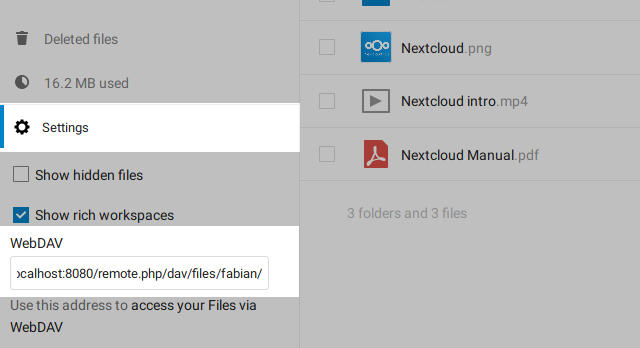 Deleted files
16.2 MB used
Settings
Show hidden files
Show rich workspaces
WebDAV
ocalhost:8080/remote.php/dav/files/fabian/
Use this address to access your Files via
WebDAV
Nextcloud.png
Nextcloud intro.mp4
Nextcloud Manual.pdf
3 folders and 3 files